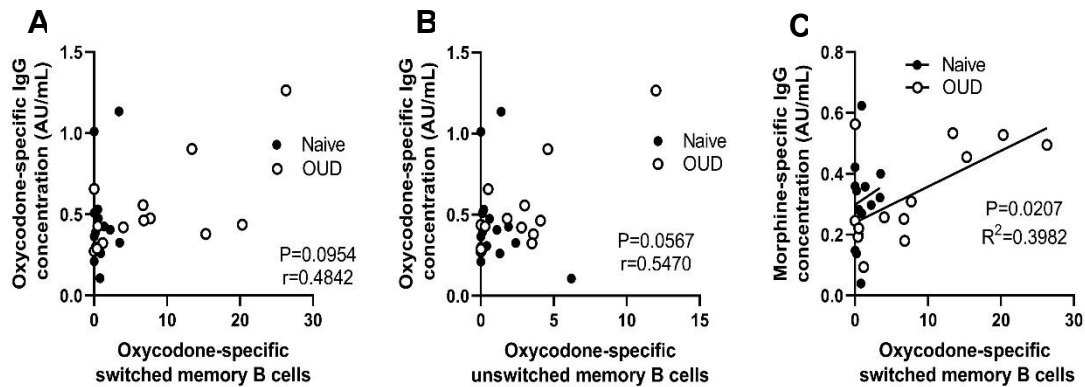 A
Oxycodone-specific IgG
concentration (AU/mL)
1.5
1.0
0.5
0.0
Naive
OUD
P=0.0954
r=0.4842
0
10
20
30
Oxycodone-specific
switched memory B cells
B
Oxycodone-specific IgG
concentration (AU/mL)
1.5
1.0
0.5
0.0
Naive
OUD
P=0.0567
r=0.5470
0
5
10
15
Oxycodone-specific
unswitched memory B cells
C
Morphine-specific IgG
concentration (AU/mL)
0.8
0.6
0.4
0.2
0.0
Naive
OUD
P=0.0207
R²=0.3982
0
10
20
30
Oxycodone-specific
switched memory B cells